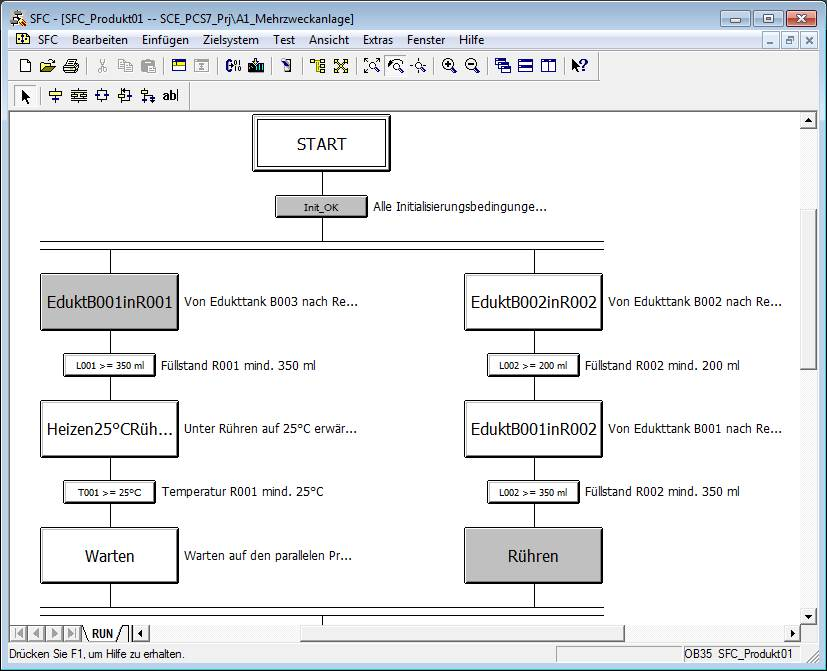 SFC - [SFC_Produkt01 -- SCE_PCS7_Prj\A1_Mehrzweckanlage]
SFC Bearbeiten Einfügen Zielsystem Test Ansicht Extras Fenster Hilfe
abl
START
Init_OK Alle Initialisierungsbedingunge...
EduktB001inR001 Von Edukttank B003 nach Re... EduktB002inR002 Von Edukttank B002 nach Re...
L001 >= 350 ml Füllstand R001 mind. 350 ml L002 >= 200 ml Füllstand R002 mind. 200 ml
Heizen25°CRüh... Unter Rühren auf 25°C erwär... EduktB001inR002 Von Edukttank B001 nach Re...
T001 >= 25°C Temperatur R001 mind. 25°C L002 >= 350 ml Füllstand R002 mind. 350 ml
Warten Warten auf den parallelen Pr... Rühren
RUN
Drücken Sie F1, um Hilfe zu erhalten. OB35 SFC_Produkt01